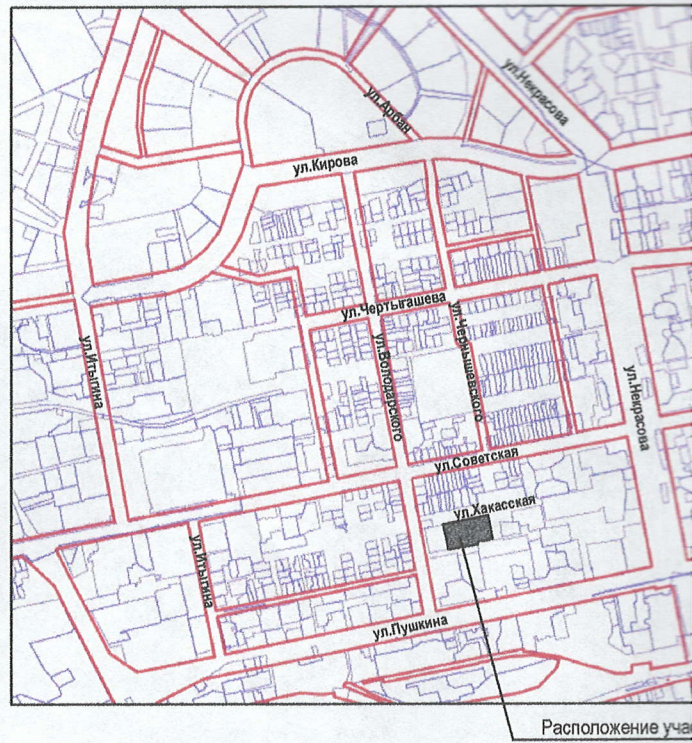 ул.Некрасова
ул.Арбан
ул.Кирова
ул.Чертыгашева
ул.Итыгина
ул.Володарского
ул.Чернышевского
ул.Некрасова
ул.Советская
ул.Хакасская
ул.Итыгина
ул.Пушкина
Расположение учас